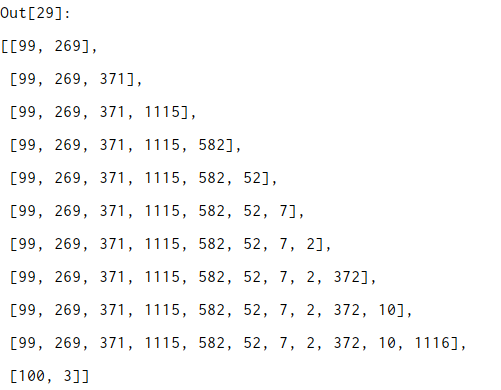 Out[29]:
[[99, 269],
[99, 269, 371],
[99, 269, 371, 1115],
[99, 269, 371, 1115, 582],
[99, 269, 371, 1115, 582, 52],
[99, 269, 371, 1115, 582, 52, 7],
[99, 269, 371, 1115, 582, 52, 7, 2],
[99, 269, 371, 1115, 582, 52, 7, 2, 372],
[99, 269, 371, 1115, 582, 52, 7, 2, 372, 10],
[99, 269, 371, 1115, 582, 52, 7, 2, 372, 10, 1116],
[100, 3]]